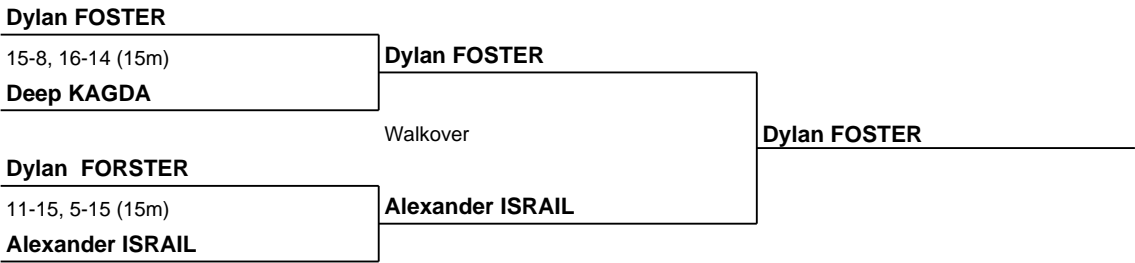 Dylan FOSTER
15-8, 16-14 (15m)
Dylan FOSTER
Deep KAGDA
Walkover
Dylan FOSTER
Dylan  FORSTER
11-15, 5-15 (15m)
Alexander ISRAIL
Alexander ISRAIL